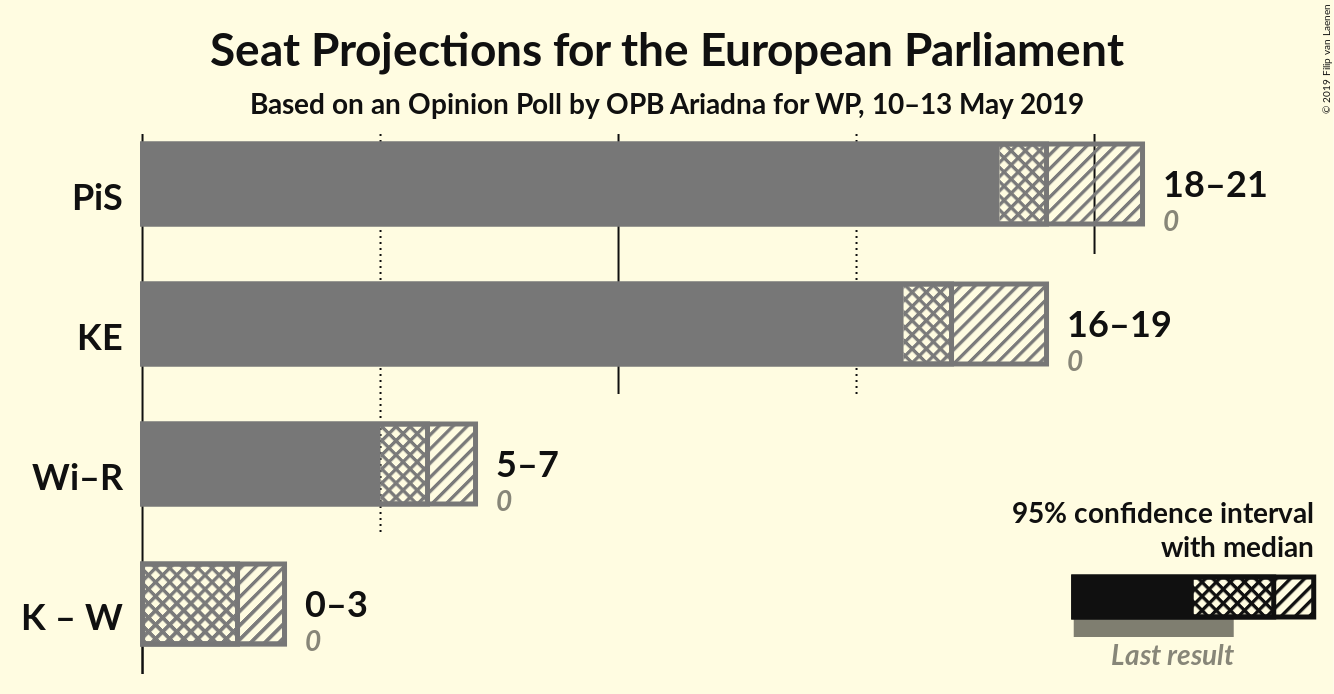 Seat Projections for the European Parliament
Based on an Opinion Poll by OPB Ariadna for WP, 10–13 May 2019
© 2019 Filip van Laenen
PiS
18–21
0
KE
16–19
0
Wi–R
5–7
0
K – W
0–3
0
95% confidence interval
with median
Last result